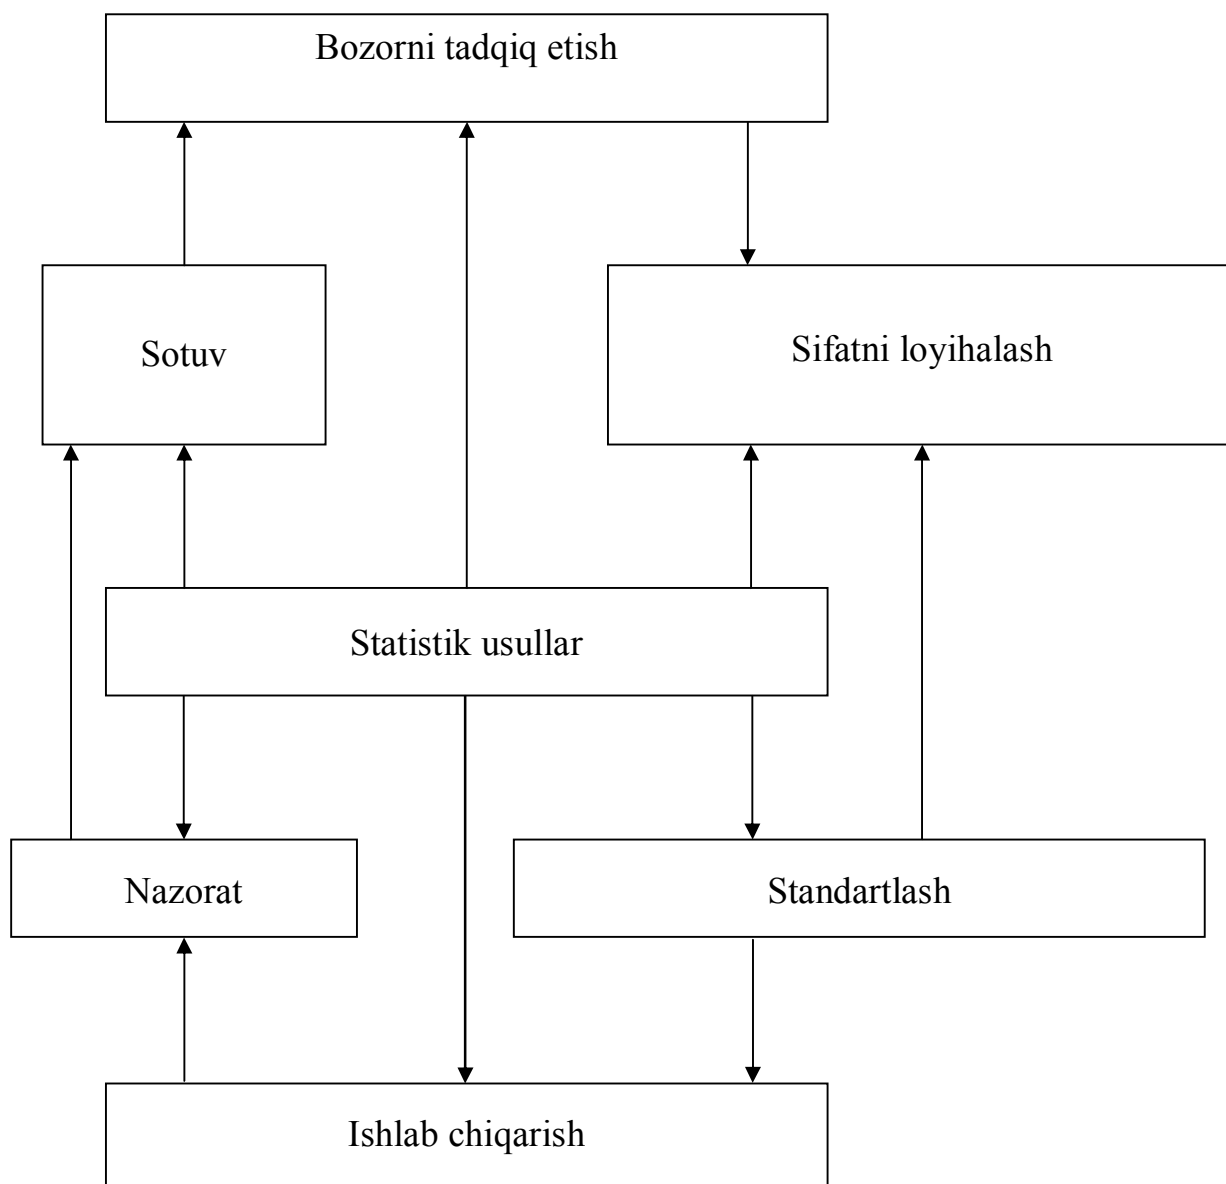 Bozorni tadqiq etish
Sotuv
Sifatni loyihalash
Statistik usullar
Nazorat
Standartlash
Ishlab chiqarish